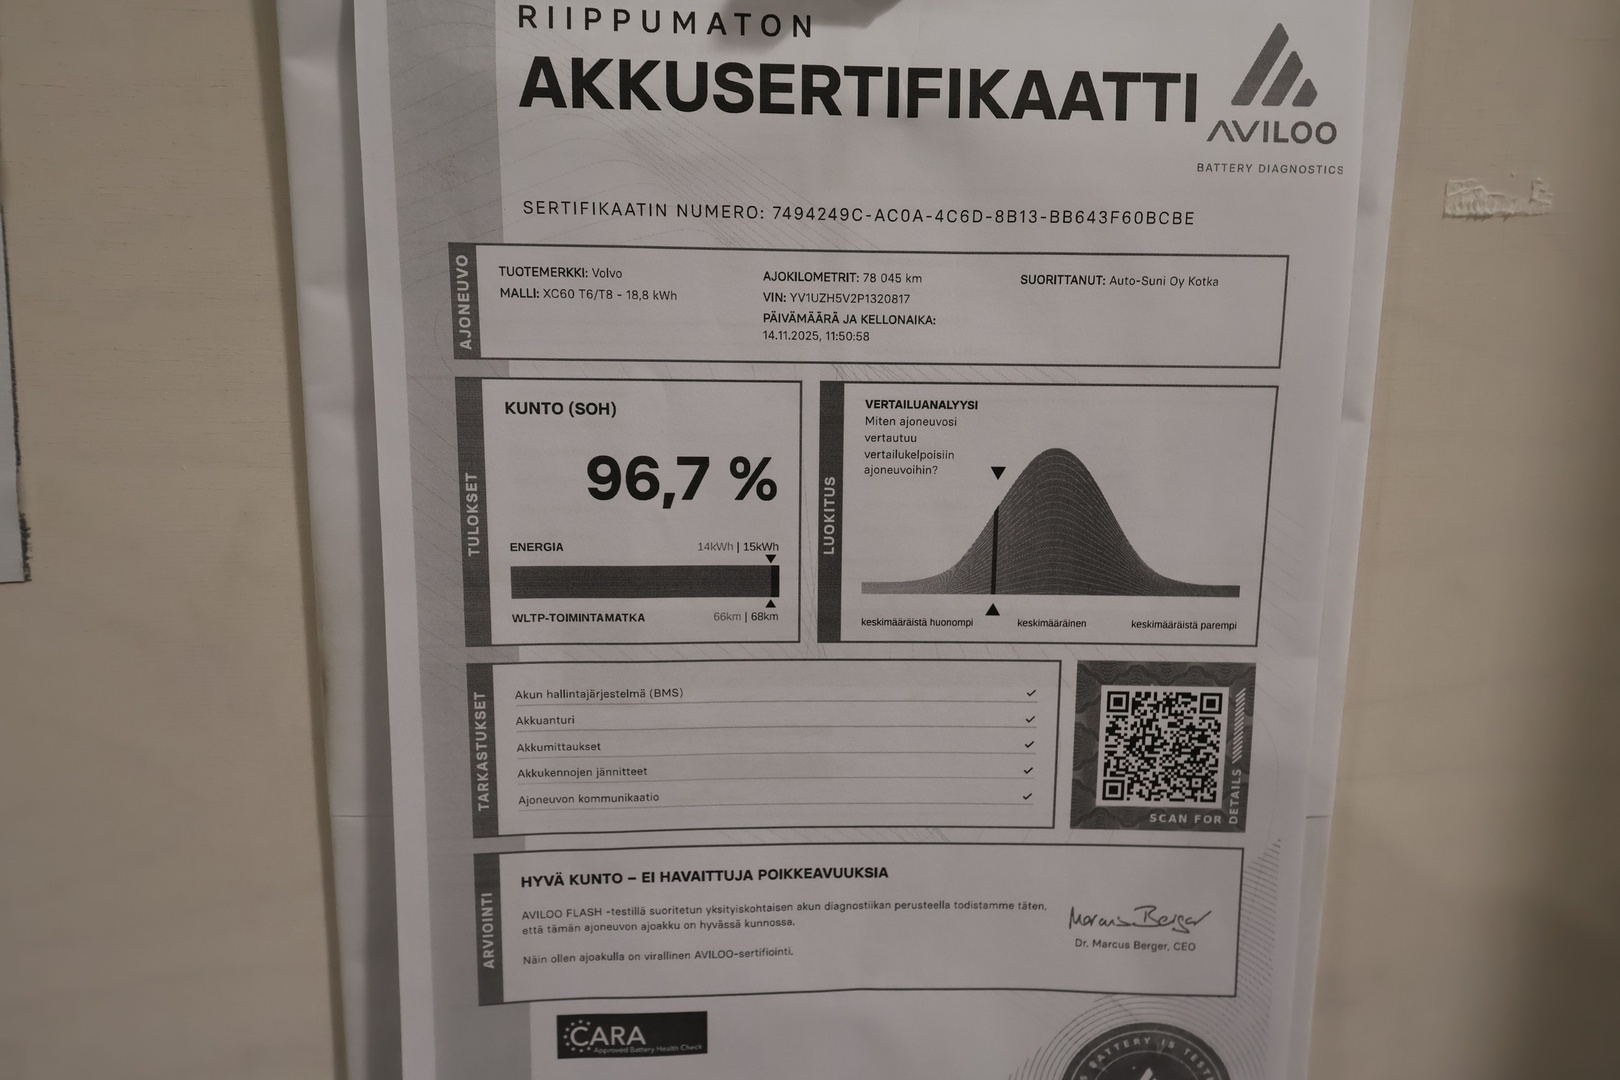 RIIPPUMATON
AKKUSERTIFIKAATTI
AVILOO
BATTERY DIAGNOSTICS
SERTIFIKAATIN NUMERO: 7494249C-AC0A-4C6D-8B13-BB643F60BCBE
AJONEUVO
TUOTEMERKKI: Volvo
MALLI: XC60 T6/T8 - 18,8 kWh
AJOKILOMETRIT: 78 045 km
VIN: YV1UZH5V2P1320817
PÄIVÄMÄÄRÄ JA KELLONAIKA:
14.11.2025, 11:50:58
SUORITTANUT: Auto-Suni Oy Kotka
TULOKSET
KUNTO (SOH)
96,7 %
ENERGIA 14kWh | 15kWh
WLTP-TOIMINTAMATKA 66km | 68km
LUOKITUS
VERTAILUANALYYSI
Miten ajoneuvosi
vertautuu
vertailukelpoisiin
ajoneuvoihin?
keskimääräistä huonompi keskimääräinen keskimääräistä parempi
TARKASTUKSET
Akun hallintajärjestelmä (BMS)
Akkuanturi
Akkumittaukset
Akkukennojen jännitteet
Ajoneuvon kommunikaatio
SCAN FOR DETAILS
ARVIOINTI
HYVÄ KUNTO – EI HAVAITTUJA POIKKEAVUUKSIA
AVILOO FLASH -testillä suoritetun yksityiskohtaisen akun diagnostiikan perusteella todistamme täten,
että tämän ajoneuvon ajoakku on hyvässä kunnossa.
Näin ollen ajoakulla on virallinen AVILOO-sertifiointi.
Marcus Berger
Dr. Marcus Berger, CEO
CARA
Approved Battery Health Check
BATTERY IS TESTE